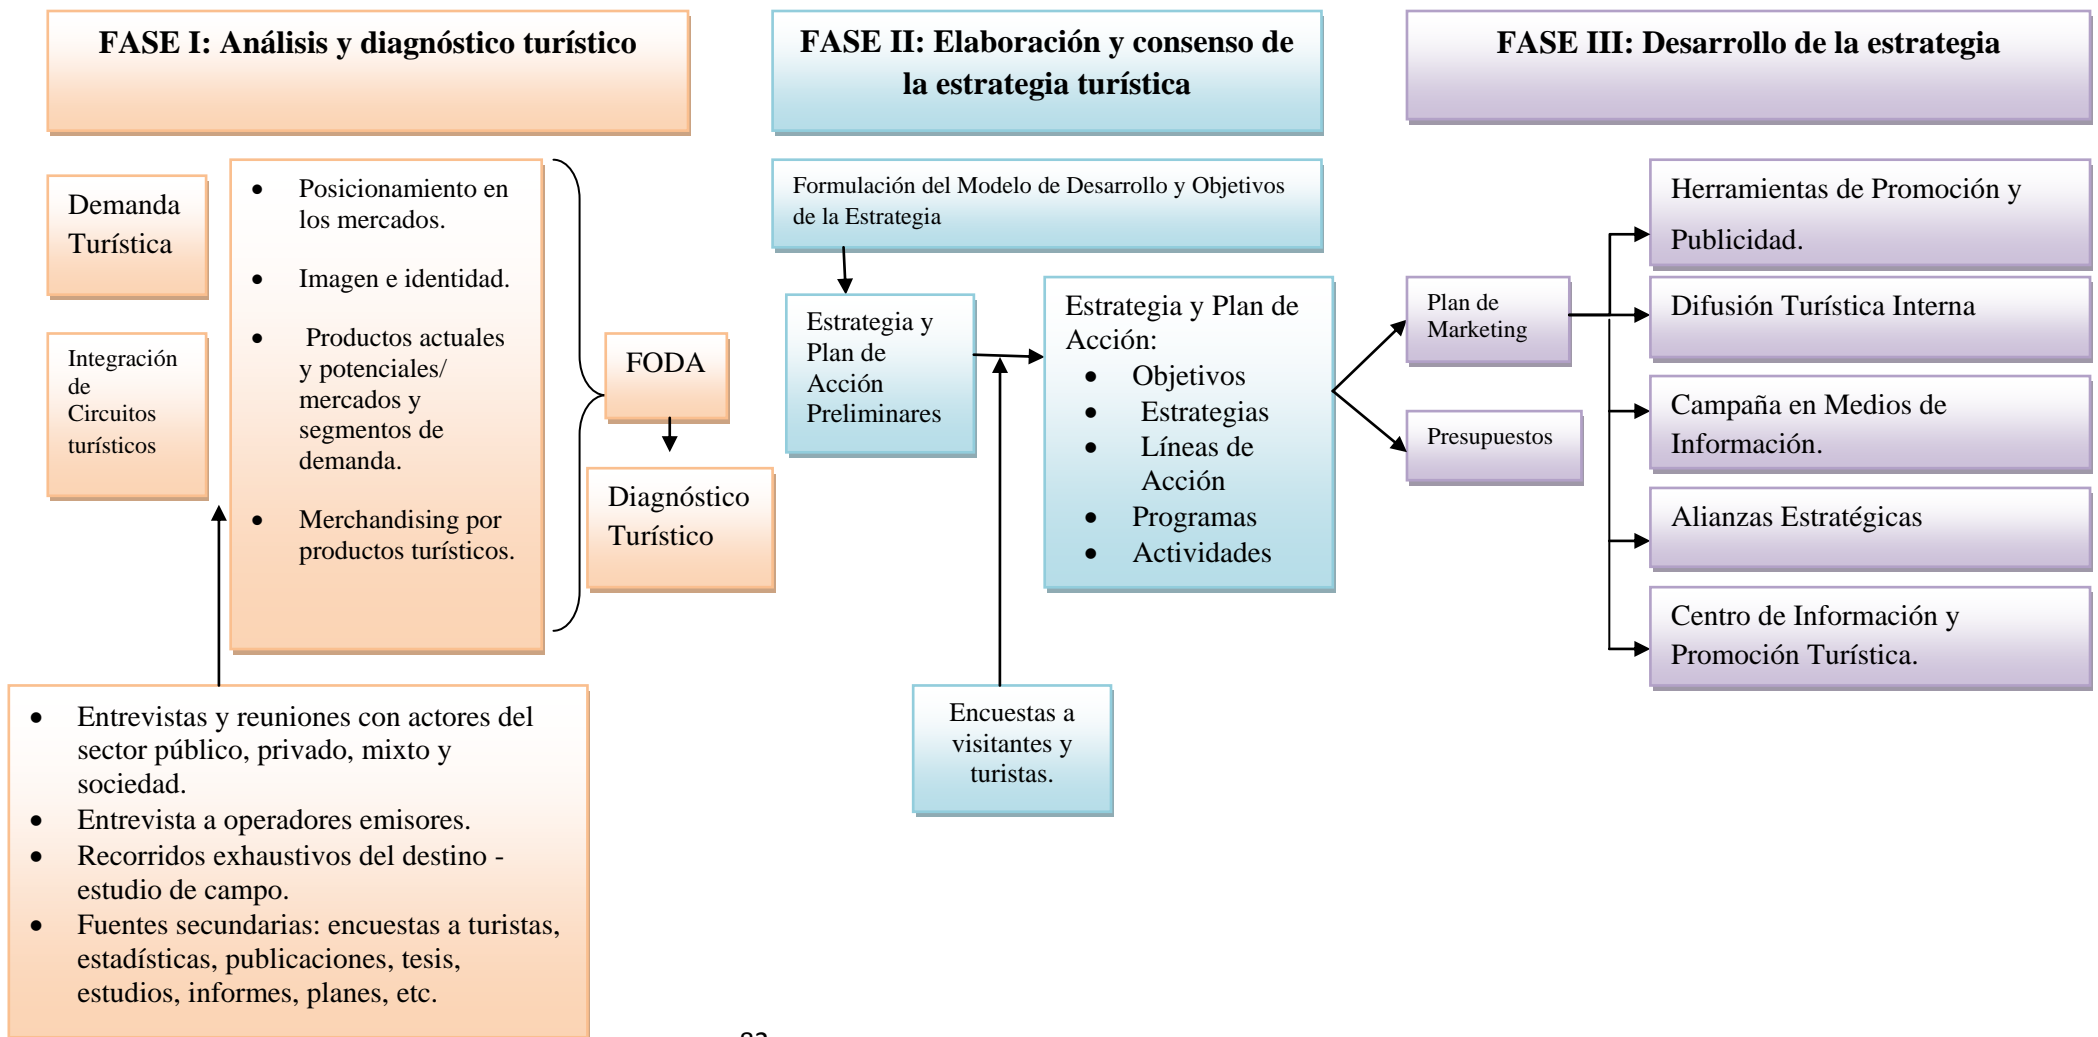 FASE I: Análisis y diagnóstico turístico
FASE II: Elaboración y consenso de
la estrategia turística
FASE III: Desarrollo de la estrategia
Demanda
Turística
Integración
de
Circuitos
turísticos
• Posicionamiento en
los mercados.
• Imagen e identidad.
• Productos actuales
y potenciales/
mercados y
segmentos de
demanda.
• Merchandising por
productos turísticos.
FODA
Diagnóstico
Turístico
• Entrevistas y reuniones con actores del
sector público, privado, mixto y
sociedad.
• Entrevista a operadores emisores.
• Recorridos exhaustivos del destino -
estudio de campo.
• Fuentes secundarias: encuestas a turistas,
estadísticas, publicaciones, tesis,
estudios, informes, planes, etc.
Formulación del Modelo de Desarrollo y Objetivos
de la Estrategia
Estrategia y
Plan de
Acción
Preliminares
Estrategia y Plan de
Acción:
• Objetivos
• Estrategias
• Líneas de
Acción
• Programas
• Actividades
Encuestas a
visitantes y
turistas.
Plan de
Marketing
Presupuestos
Herramientas de Promoción y
Publicidad.
Difusión Turística Interna
Campaña en Medios de
Información.
Alianzas Estratégicas
Centro de Información y
Promoción Turística.